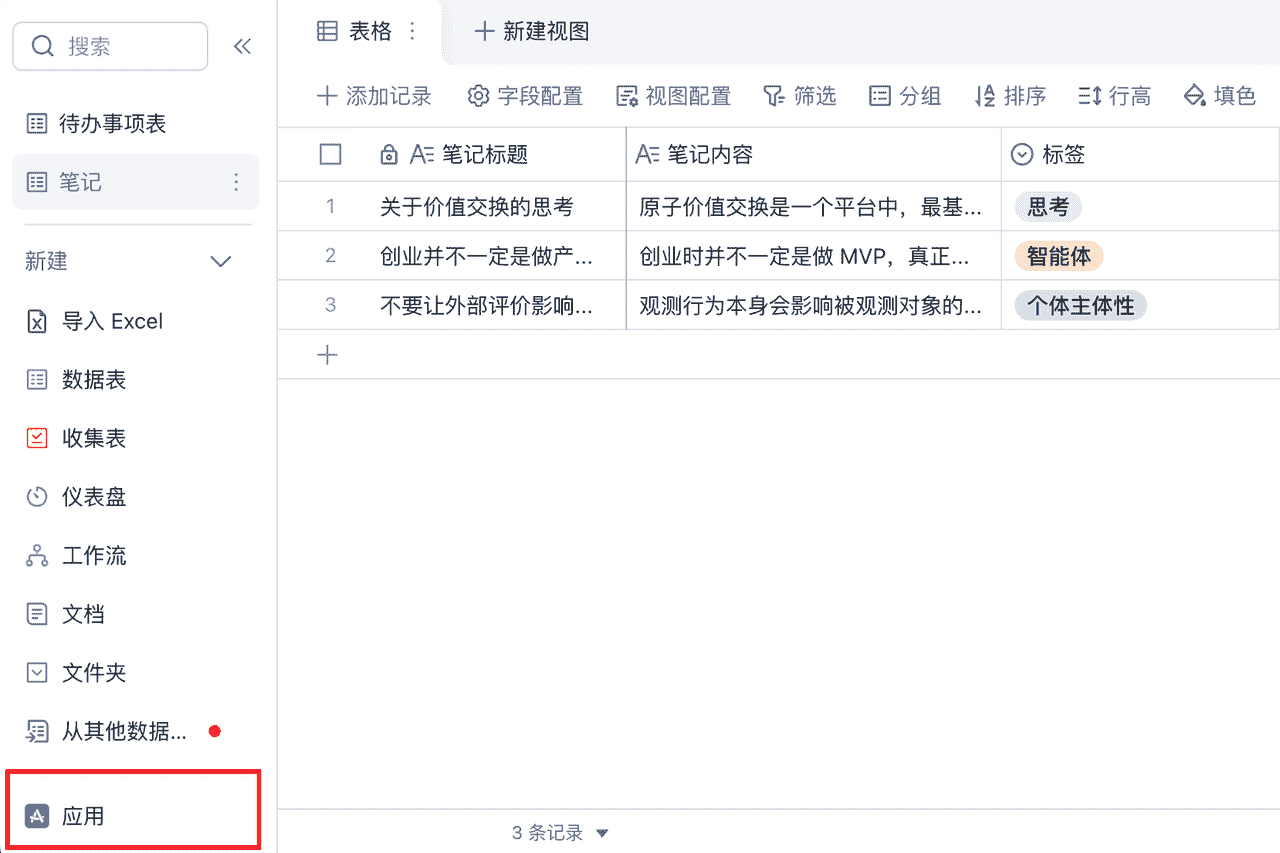 搜索
待办事项表
笔记
新建
导入 Excel
数据表
收集表
仪表盘
工作流
文档
文件夹
从其他数据...
应用
表格
新建视图
添加记录 字段配置 视图配置 筛选 分组 排序 行高 填色
笔记标题 笔记内容 标签
1 关于价值交换的思考 原子价值交换是一个平台中，最基... 思考
2 创业并不一定是做产... 创业时并不一定是做 MVP，真正... 智能体
3 不要让外部评价影响... 观测行为本身会影响被观测对象的... 个体主体性
3 条记录